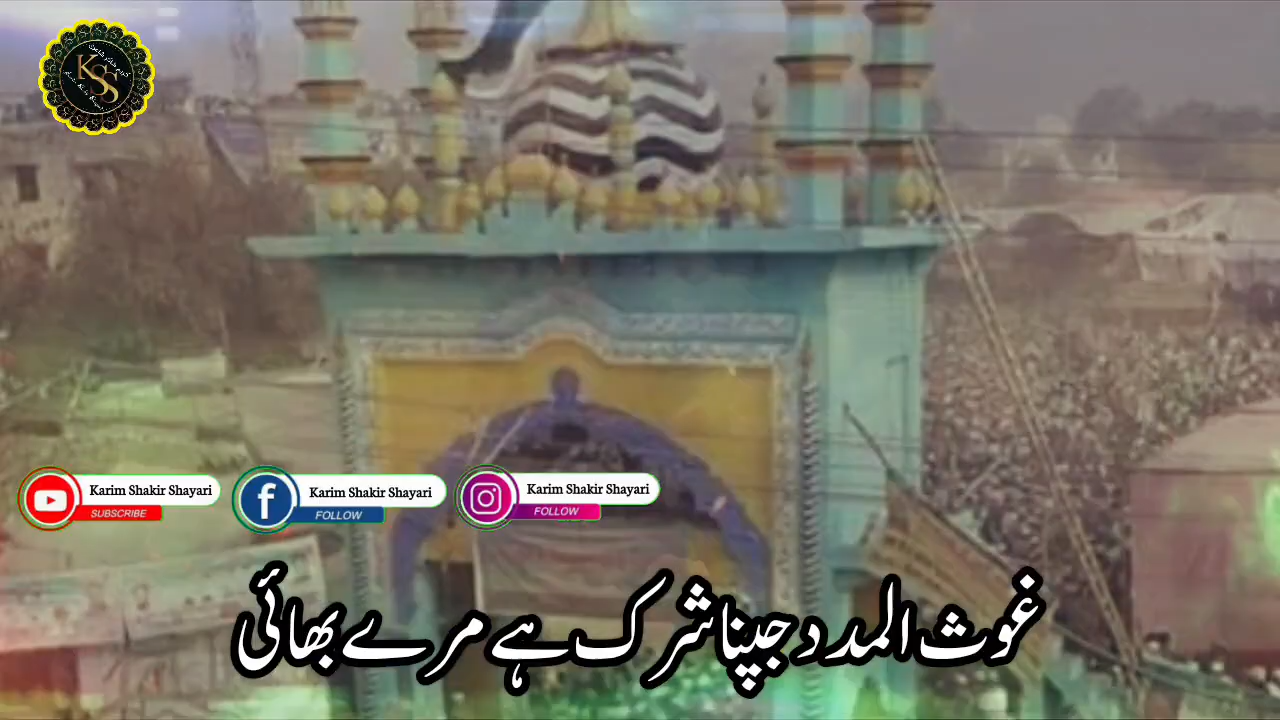 KSS
Karim Shakir Shayari
SUBSCRIBE
Karim Shakir Shayari
FOLLOW
Karim Shakir Shayari
FOLLOW
غوث المدد جپنا شرک ہے مرے بھائی